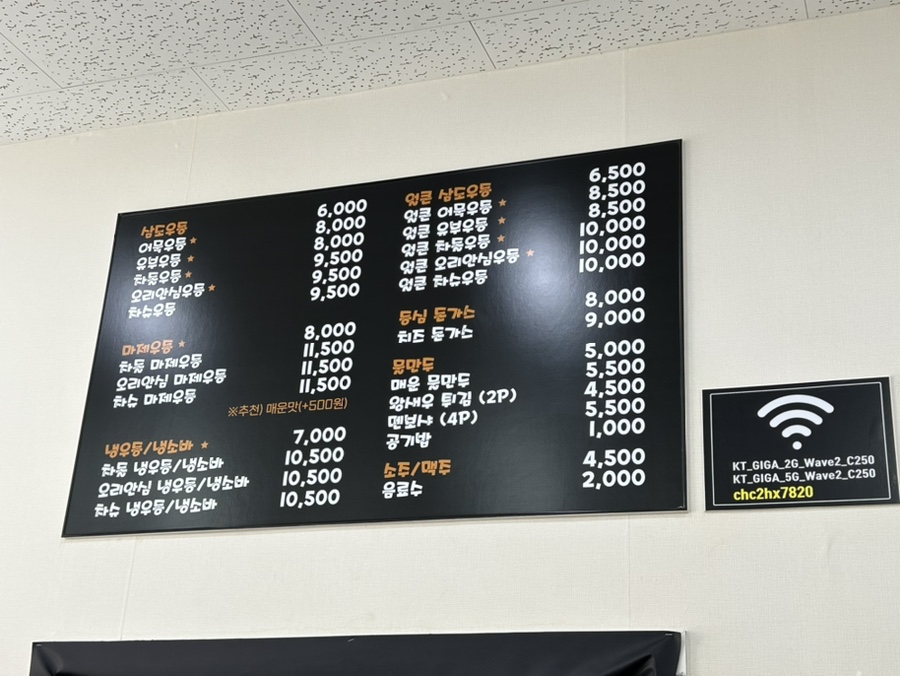 상도우동 6,000
어묵우동★ 8,000
유부우동★ 8,000
차돌우동★ 9,500
오리안심우동★ 9,500
차슈우동 9,500
마제우동★ 8,000
차돌 마제우동 11,500
오리안심 마제우동 11,500
차슈 마제우동 11,500
※추천) 매운맛(+500원)
냉우동/냉소바 ★ 7,000
차돌 냉우동/냉소바 10,500
오리안심 냉우동/냉소바 10,500
차슈 냉우동/냉소바 10,500
얼큰 상도우동 6,500
얼큰 어묵우동★ 8,500
얼큰 유부우동★ 8,500
얼큰 차돌우동★ 10,000
얼큰 오리안심우동★ 10,000
얼큰 차슈우동 10,000
등심 돈가스 8,000
치즈 돈가스 9,000
물만두 5,000
매운 물만두 5,500
왕새우 튀김 (2P) 4,500
멘보샤 (4P) 5,500
공기밥 1,000
소주/맥주 4,500
음료수 2,000
KT_GIGA_2G_Wave2_C250
KT_GIGA_5G_Wave2_C250
chc2hx7820